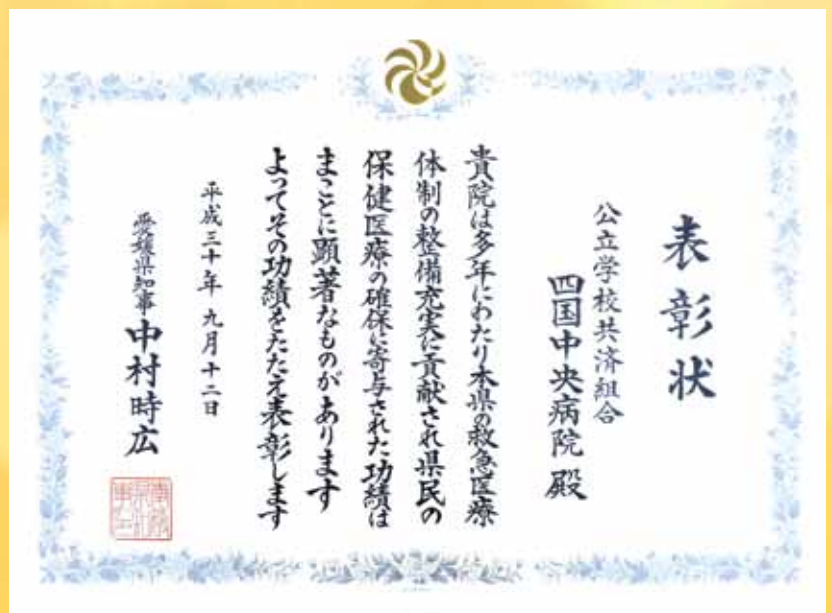 表彰状
公立学校共済組合
四国中央病院 殿
貴院は多年にわたり本県の救急医療
体制の整備充実に貢献され県民の
保健医療の確保に寄与された功績は
まことに顕著なものがあります
よってその功績をたたえ表彰します
平成三十年 九月十二日
愛媛県知事 中村時広